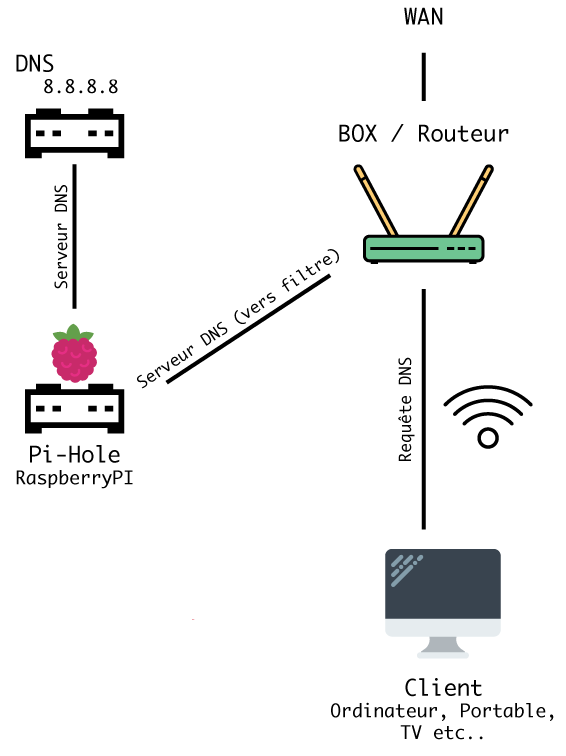 WAN
DNS
8.8.8.8
BOX / Routeur
Serveur DNS
Serveur DNS (vers filtre)
Requête DNS
Pi-Hole
RaspberryPI
Client
Ordinateur, Portable,
TV etc..